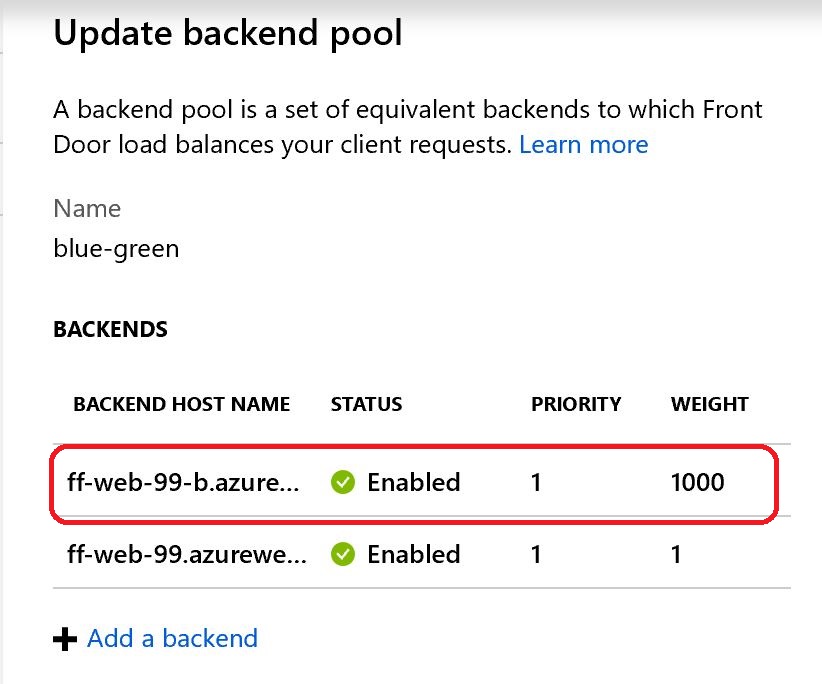 Update backend pool
A backend pool is a set of equivalent backends to which Front
Door load balances your client requests. Learn more
Name
blue-green
BACKENDS
BACKEND HOST NAME STATUS PRIORITY WEIGHT
ff-web-99-b.azure... Enabled 1 1000
ff-web-99.azurewe... Enabled 1 1
Add a backend